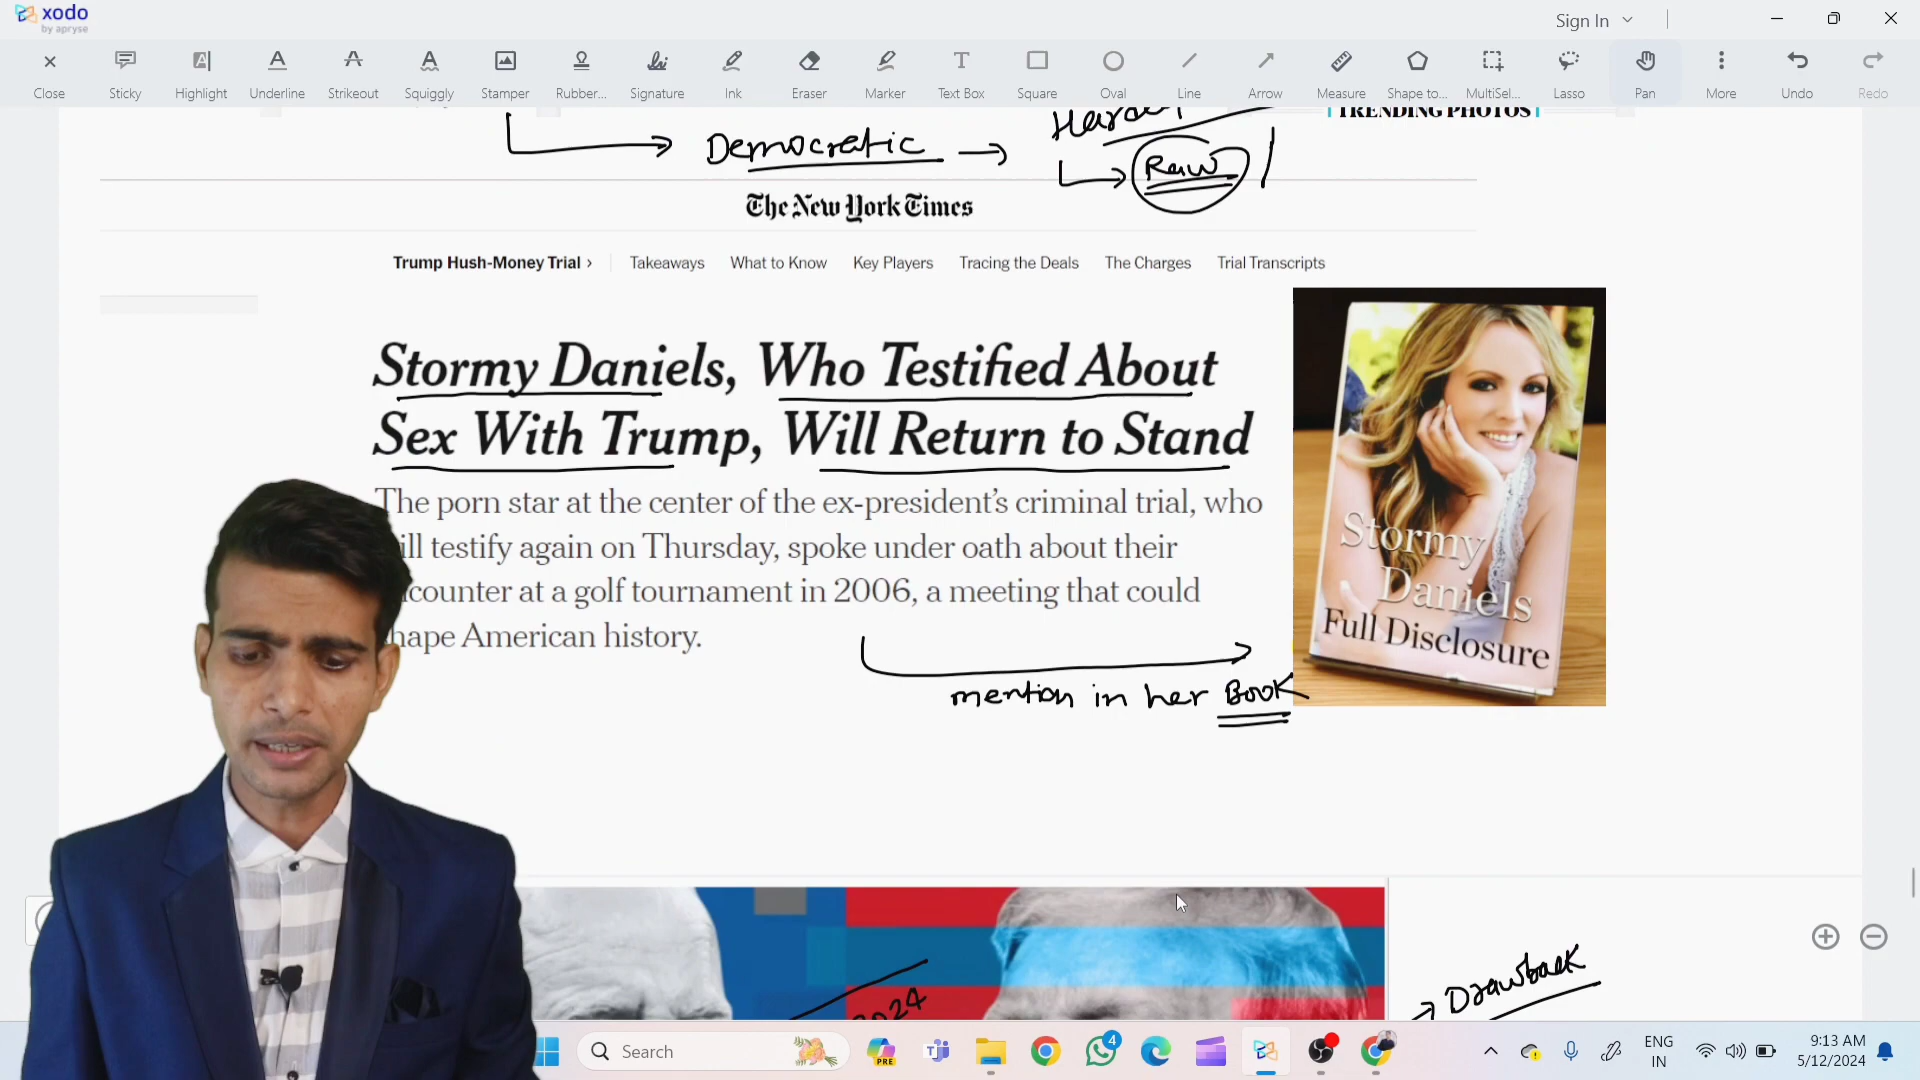 xodo
by apryse
Sign In
Close
Sticky
Highlight
Underline
Strikeout
Squiggly
Stamper
Rubber...
Signature
Ink
Eraser
Marker
Text Box
Square
Oval
Line
Arrow
Measure
Shape to...
MultiSel...
Lasso
Pan
More
Undo
Redo
TRENDING PHOTOS
Democratic
Raw
The New York Times
Trump Hush-Money Trial ›
Takeaways
What to Know
Key Players
Tracing the Deals
The Charges
Trial Transcripts
Stormy Daniels, Who Testified About
Sex With Trump, Will Return to Stand
The porn star at the center of the ex-president's criminal trial, who
testify again on Thursday, spoke under oath about their
at a golf tournament in 2006, a meeting that could
American history.
mention in her Book
Stormy
Daniels
Full Disclosure
2024
Drawback
Search
PRE
4
ENG
IN
9:13 AM
5/12/2024